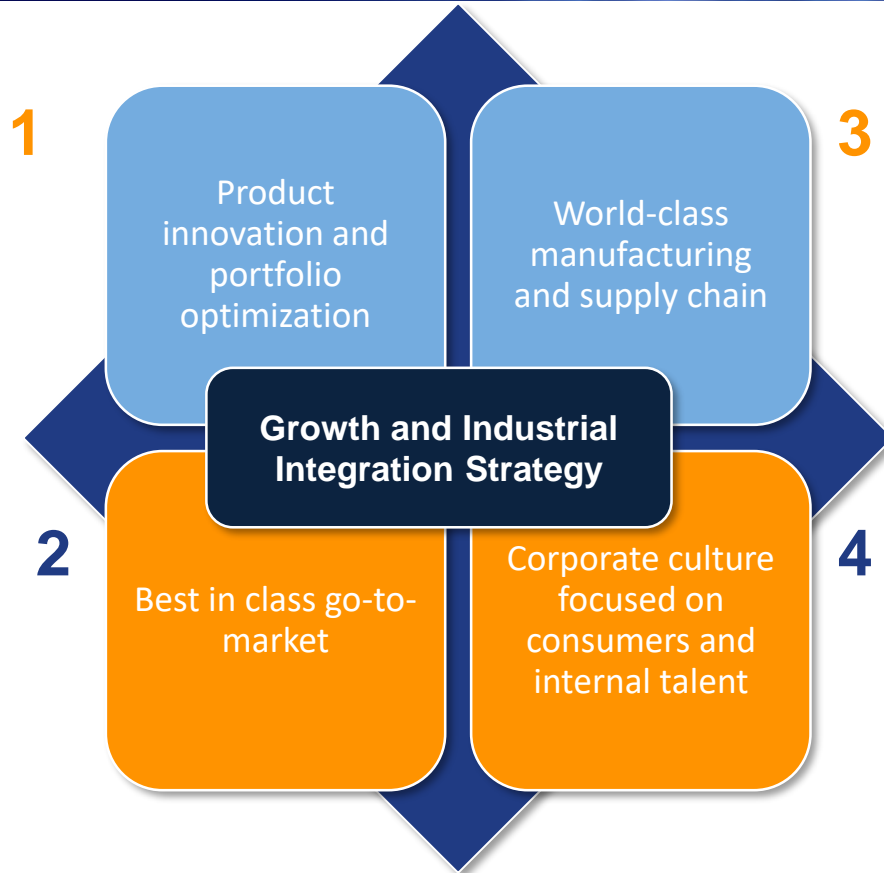 1
Product
innovation and
portfolio
optimization
3
World-class
manufacturing
and supply chain
Growth and Industrial
Integration Strategy
2
Best in class go-to-
market
Corporate culture
focused on
consumers and
internal talent
4